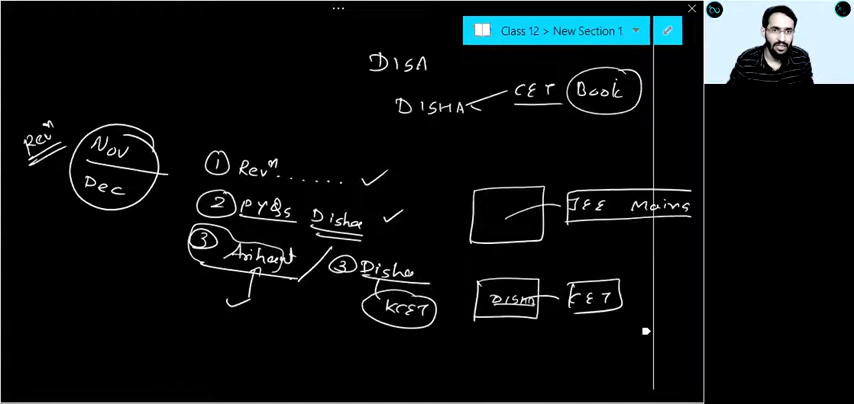 Class 12 > New Section 1
DISA
DISHA
CET Book
Revn
Nov
Dec
① Revn......
② PYQs Disha
③ Arihant
③ Disha
KCET
JEE Mains
DISHA
KCET